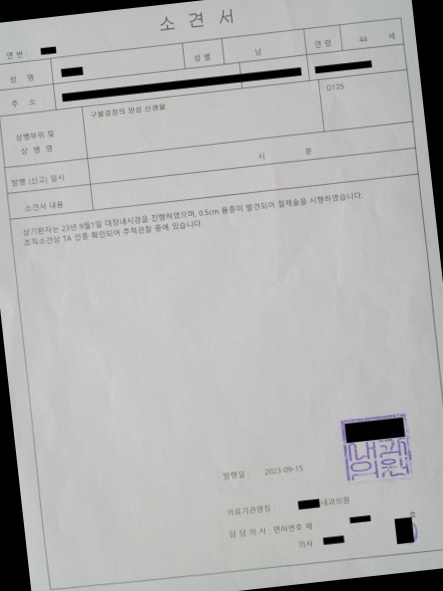 소 견 서
연 번 :
성 명 성 별 남 연 령 44 세
주 소
상병부위 및
상 병 명
구불결장의 양성 신생물 D125
발병 (신고) 일시 시 분
소견서 내용
상기환자는 23년 9월1일 대장내시경을 진행하였으며, 0.5cm 용종이 발견되어 절제술을 시행하였습니다.
조직소견상 TA 선종 확인되어 추적관찰 중에 있습니다.
발행일 : 2023-09-15
내과
의원
의료기관명칭 : 내과의원
담 당 의 사 : 면허번호 제 호
의사